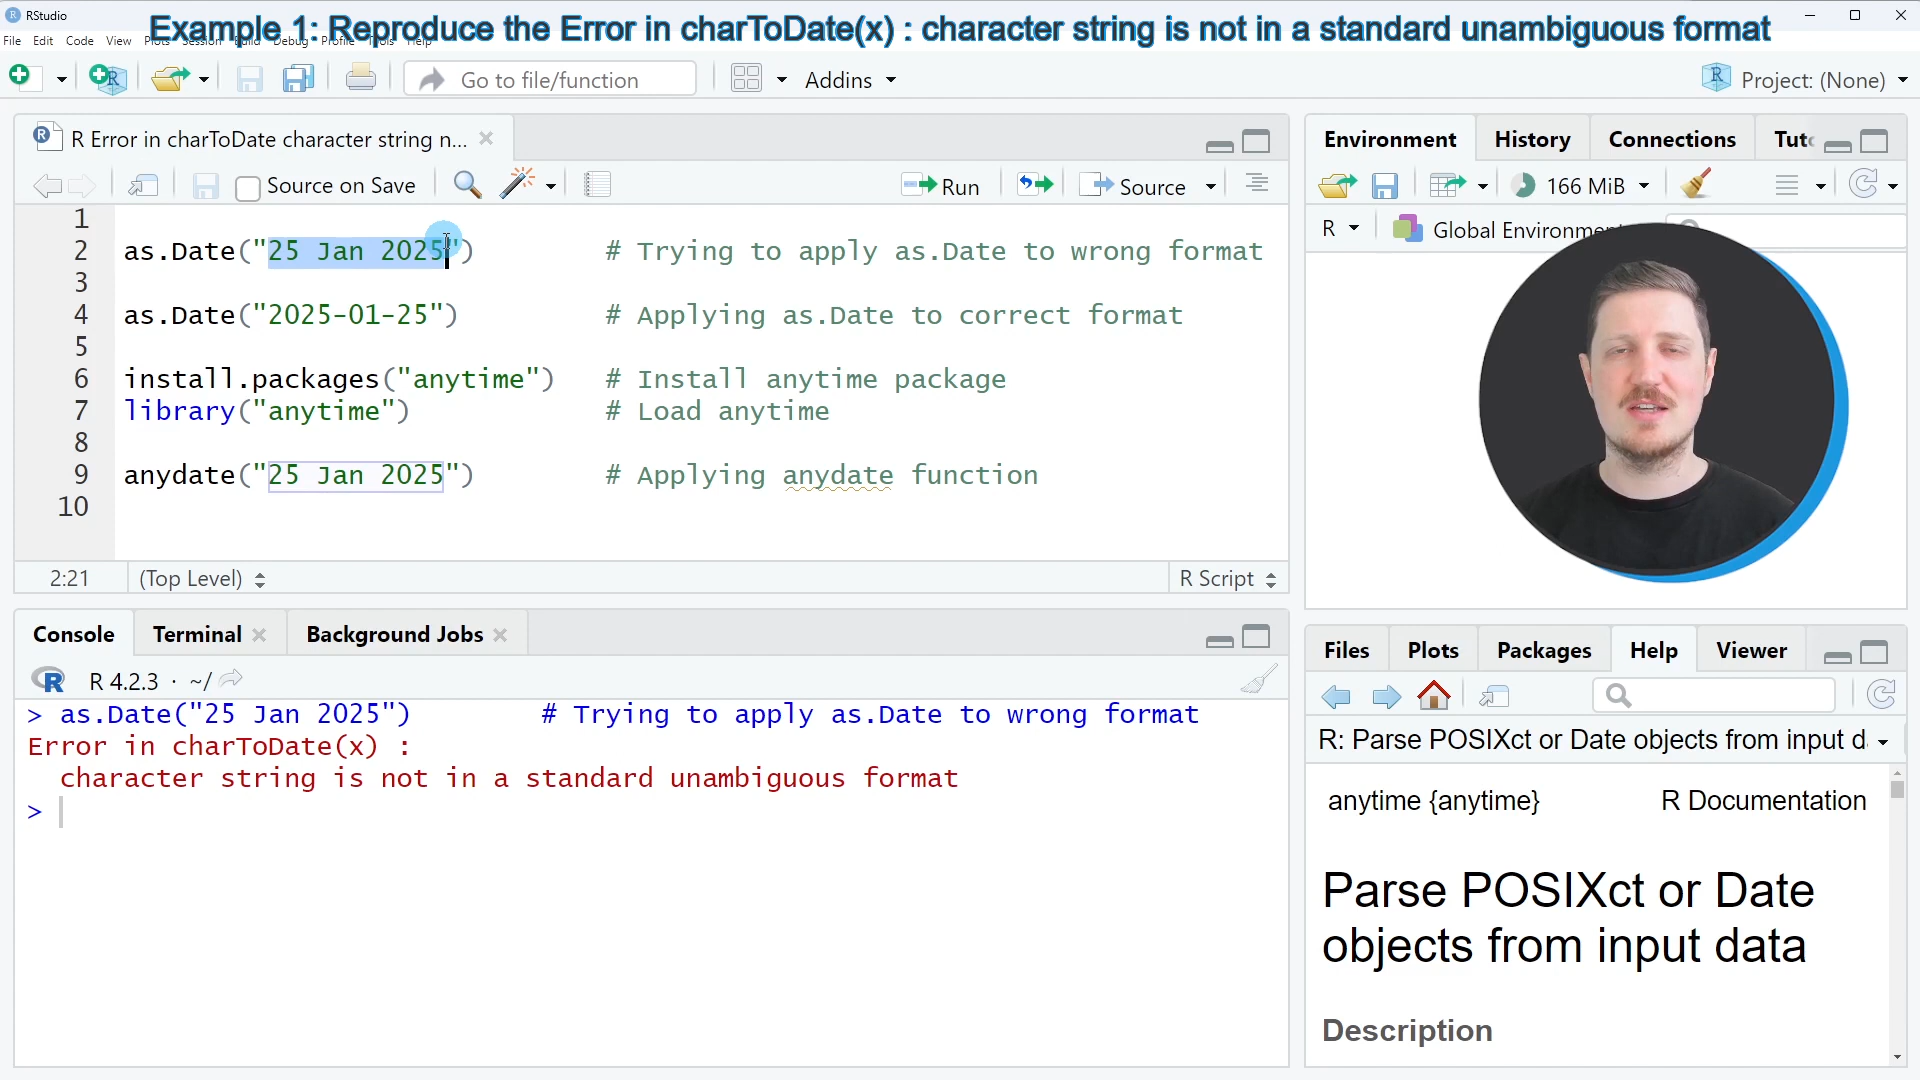 RStudio
Example 1: Reproduce the Error in charToDate(x) : character string is not in a standard unambiguous format
File Edit Code View Plots Session Build Debug Profile Tools Help
Go to file/function
Addins
Project: (None)
R Error in charToDate character string n...
Source on Save
Run
Source
1
2 as.Date("25 Jan 2025") # Trying to apply as.Date to wrong format
3
4 as.Date("2025-01-25") # Applying as.Date to correct format
5
6 install.packages("anytime") # Install anytime package
7 library("anytime") # Load anytime
8
9 anydate("25 Jan 2025") # Applying anydate function
10
2:21 (Top Level) R Script
Console Terminal Background Jobs
R 4.2.3 · ~/
> as.Date("25 Jan 2025") # Trying to apply as.Date to wrong format
Error in charToDate(x) :
character string is not in a standard unambiguous format
>
Environment History Connections Tuto
166 MiB
R Global Environment
Files Plots Packages Help Viewer
R: Parse POSIXct or Date objects from input d
anytime {anytime} R Documentation
Parse POSIXct or Date
objects from input data
Description